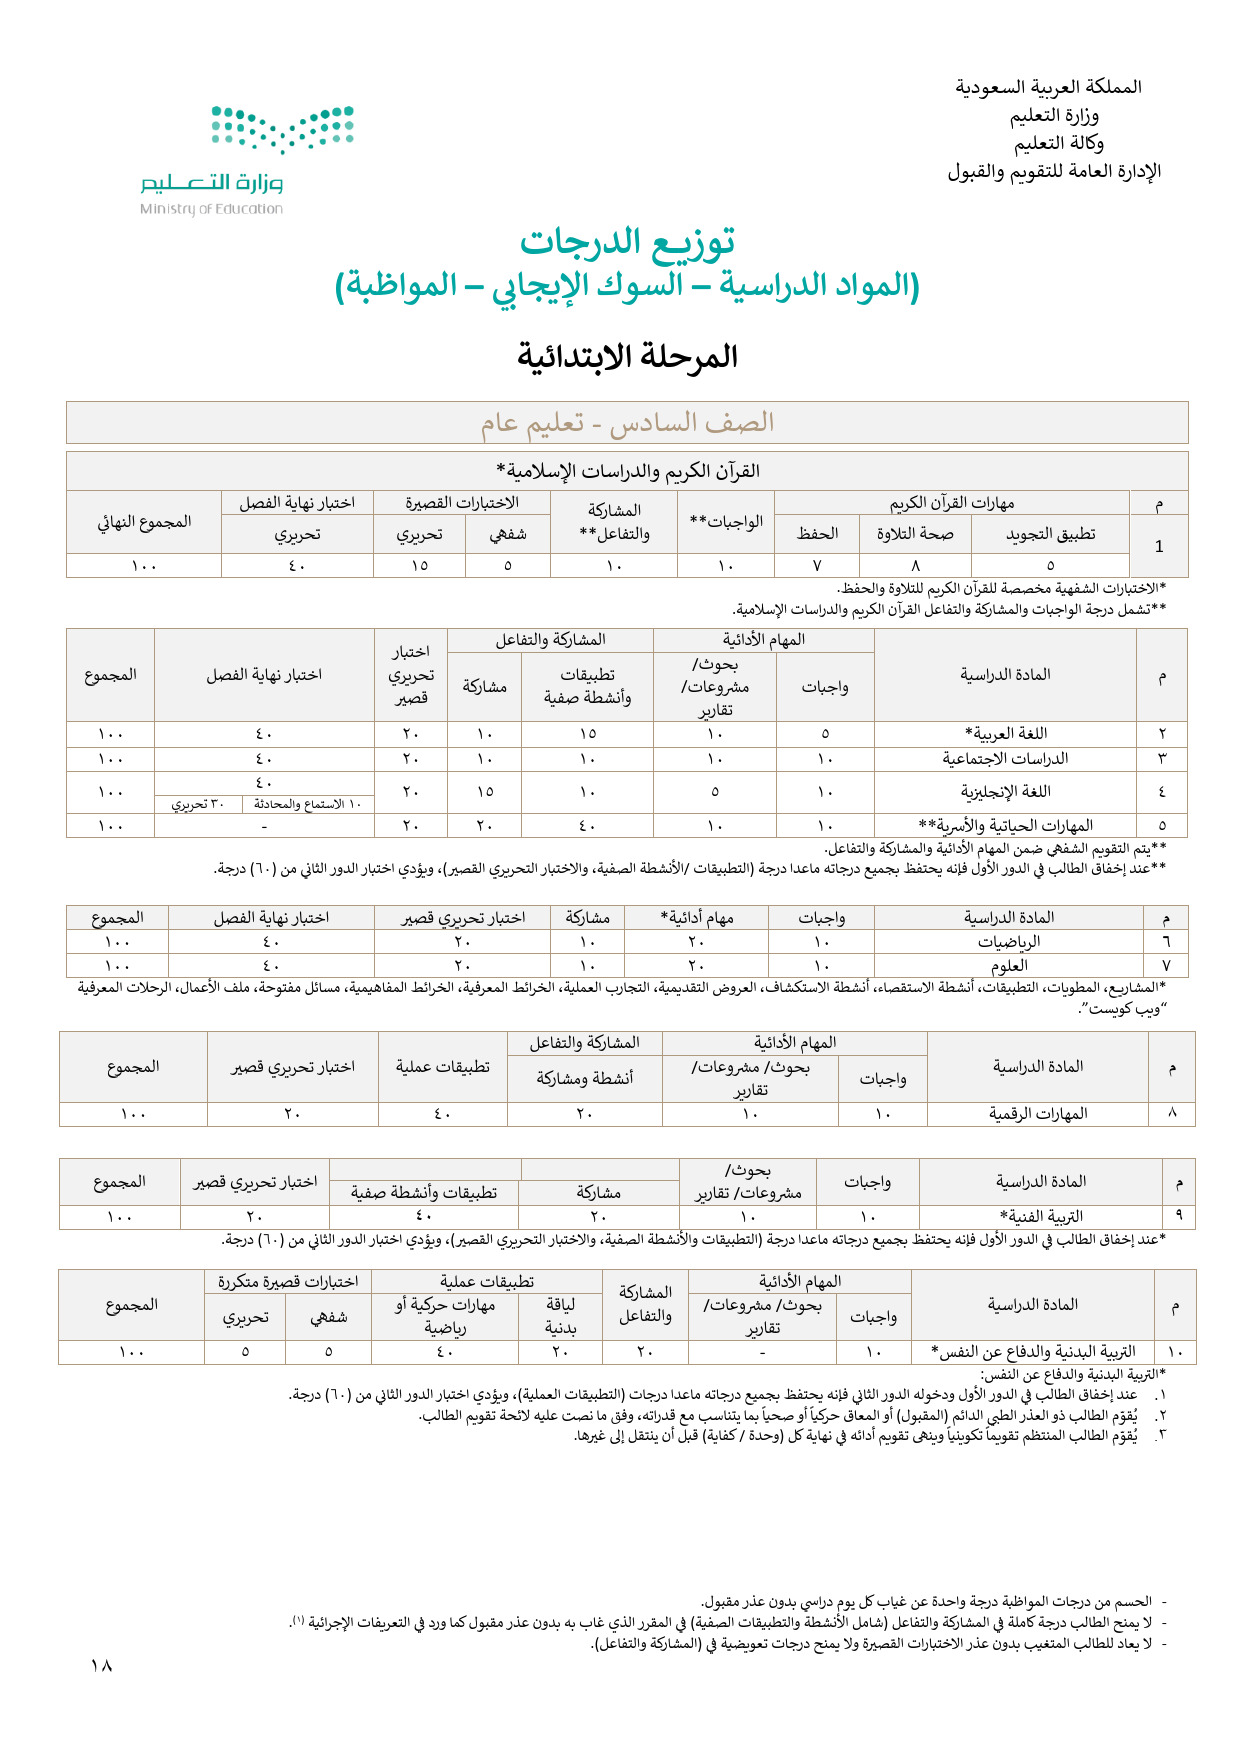 المملكة العربية السعودية
وزارة التعليم
وكالة التعليم
الإدارة العامة للتقويم والقبول
وزارة التعـــليم
Ministry of Education
توزيع الدرجات
(المواد الدراسية – السوك الإيجابي – المواظبة)
المرحلة الابتدائية
الصف السادس - تعليم عام
القرآن الكريم والدراسات الإسلامية*
م مهارات القرآن الكريم الواجبات** المشاركة والتفاعل** الاختبارات القصيرة اختبار نهاية الفصل المجموع النهائي
1 تطبيق التجويد صحة التلاوة الحفظ شفهي تحريري تحريري
٥ ٨ ٧ ١٠ ١٠ ٥ ١٥ ٤٠ ١٠٠
*الاختبارات الشفهية مخصصة للقرآن الكريم للتلاوة والحفظ.
**تشمل درجة الواجبات والمشاركة والتفاعل القرآن الكريم والدراسات الإسلامية.
م المادة الدراسية المهام الأدائية المشاركة والتفاعل اختبار تحريري قصير اختبار نهاية الفصل المجموع
واجبات بحوث/ مشروعات/ تقارير تطبيقات وأنشطة صفية مشاركة
٢ اللغة العربية* ٥ ١٠ ١٥ ١٠ ٢٠ ٤٠ ١٠٠
٣ الدراسات الاجتماعية ١٠ ١٠ ١٠ ١٠ ٢٠ ٤٠ ١٠٠
٤ اللغة الإنجليزية ١٠ ٥ ١٠ ١٥ ٢٠ ٤٠ ١٠٠
١٠ الاستماع والمحادثة ٣٠ تحريري
٥ المهارات الحياتية والأسرية** ١٠ ١٠ ٤٠ ٢٠ ٢٠ - ١٠٠
**يتم التقويم الشفهي ضمن المهام الأدائية والمشاركة والتفاعل.
**عند إخفاق الطالب في الدور الأول فإنه يحتفظ بجميع درجاته ماعدا درجة (التطبيقات /الأنشطة الصفية، والاختبار التحريري القصير)، ويؤدي اختبار الدور الثاني من (٦٠) درجة.
م المادة الدراسية واجبات مهام أدائية* مشاركة اختبار تحريري قصير اختبار نهاية الفصل المجموع
٦ الرياضيات ١٠ ٢٠ ١٠ ٢٠ ٤٠ ١٠٠
٧ العلوم ١٠ ٢٠ ١٠ ٢٠ ٤٠ ١٠٠
*المشاريع، المطويات، التطبيقات، أنشطة الاستقصاء، أنشطة الاستكشاف، العروض التقديمية، التجارب العملية، الخرائط المعرفية، الخرائط المفاهيمية، مسائل مفتوحة، ملف الأعمال، الرحلات المعرفية
“ويب كويست”.
م المادة الدراسية المهام الأدائية المشاركة والتفاعل تطبيقات عملية اختبار تحريري قصير المجموع
واجبات بحوث/ مشروعات/ تقارير أنشطة ومشاركة
٨ المهارات الرقمية ١٠ ١٠ ٢٠ ٤٠ ٢٠ ١٠٠
م المادة الدراسية واجبات بحوث/ مشروعات/ تقارير مشاركة تطبيقات وأنشطة صفية اختبار تحريري قصير المجموع
٩ التربية الفنية* ١٠ ١٠ ٢٠ ٤٠ ٢٠ ١٠٠
*عند إخفاق الطالب في الدور الأول فإنه يحتفظ بجميع درجاته ماعدا درجة (التطبيقات والأنشطة الصفية، والاختبار التحريري القصير)، ويؤدي اختبار الدور الثاني من (٦٠) درجة.
م المادة الدراسية المهام الأدائية المشاركة والتفاعل تطبيقات عملية اختبارات قصيرة متكررة المجموع
واجبات بحوث/ مشروعات/ تقارير لياقة بدنية مهارات حركية أو رياضية شفهي تحريري
١٠ التربية البدنية والدفاع عن النفس* ١٠ - ٢٠ ٢٠ ٤٠ ٥ ٥ ١٠٠
*التربية البدنية والدفاع عن النفس:
١. عند إخفاق الطالب في الدور الأول ودخوله الدور الثاني فإنه يحتفظ بجميع درجاته ماعدا درجات (التطبيقات العملية)، ويؤدي اختبار الدور الثاني من (٦٠) درجة.
٢. يُقوّم الطالب ذو العذر الطبي الدائم (المقبول) أو المعاق حركياً أو صحياً بما يتناسب مع قدراته، وفق ما نصت عليه لائحة تقويم الطالب.
٣. يُقوّم الطالب المنتظم تقويماً تكوينياً وينهى تقويم أدائه في نهاية كل (وحدة / كفاية) قبل أن ينتقل إلى غيرها.
- الحسم من درجات المواظبة درجة واحدة عن غياب كل يوم دراسي بدون عذر مقبول.
- لا يمنح الطالب درجة كاملة في المشاركة والتفاعل (شامل الأنشطة والتطبيقات الصفية) في المقرر الذي غاب به بدون عذر مقبول كما ورد في التعريفات الإجرائية (١).
- لا يعاد للطالب المتغيب بدون عذر الاختبارات القصيرة ولا يمنح درجات تعويضية في (المشاركة والتفاعل).
١٨